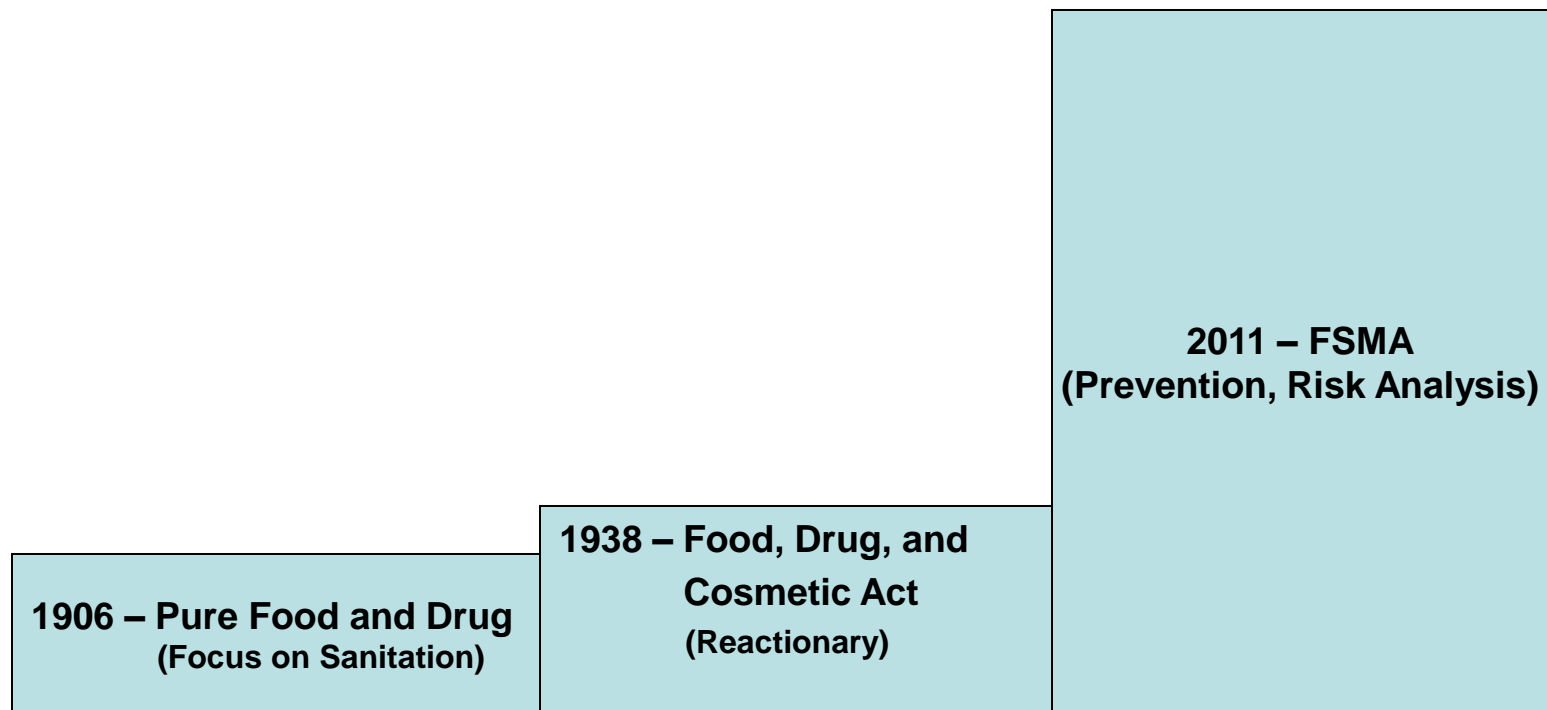 1906 – Pure Food and Drug
(Focus on Sanitation)
1938 – Food, Drug, and
Cosmetic Act
(Reactionary)
2011 – FSMA
(Prevention, Risk Analysis)